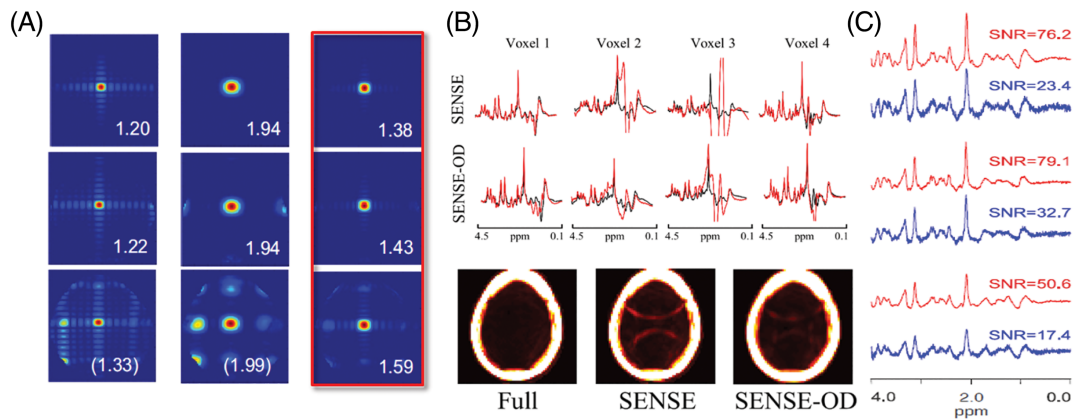 (A)
1.20 1.94 1.38
1.22 1.94 1.43
(1.33) (1.99) 1.59
(B)
Voxel 1 Voxel 2 Voxel 3 Voxel 4
SENSE
SENSE-OD
4.5 ppm 0.1 4.5 ppm 0.1 4.5 ppm 0.1 4.5 ppm 0.1
Full SENSE SENSE-OD
(C)
SNR=76.2
SNR=23.4
SNR=79.1
SNR=32.7
SNR=50.6
SNR=17.4
4.0 2.0 0.0
ppm